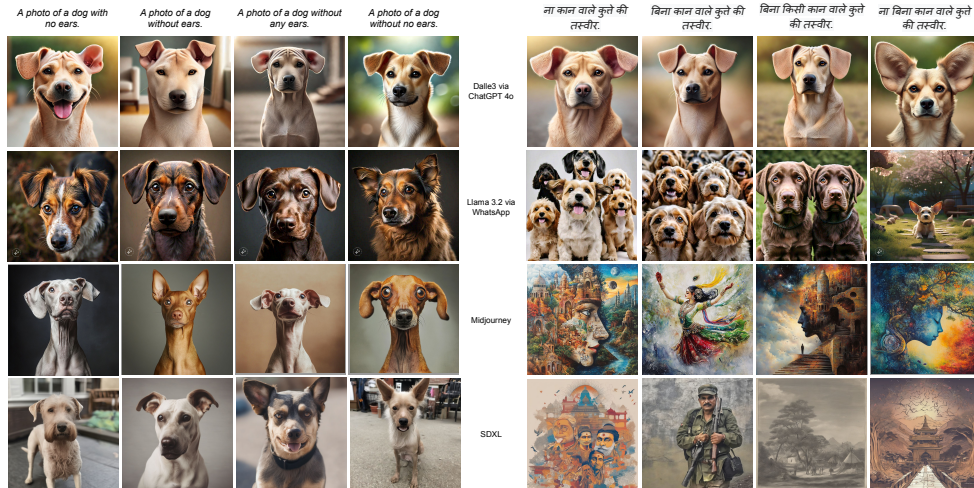 A photo of a dog with
no ears.
A photo of a dog
without ears.
A photo of a dog without
any ears.
A photo of a dog
without no ears.
ना कान वाले कुते की
तस्वीर.
बिना कान वाले कुते की
तस्वीर.
बिना किसी कान वाले कुते
की तस्वीर.
ना बिना कान वाले कुते
की तस्वीर.
Dalle3 via
ChatGPT 4o
Llama 3.2 via
WhatsApp
Midjourney
SDXL